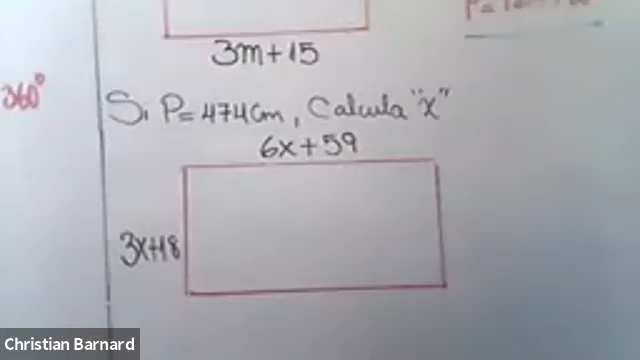 3m+15
360°
Si P=474cm, Calcula "x"
6x+59
3x+18
Christian Barnard